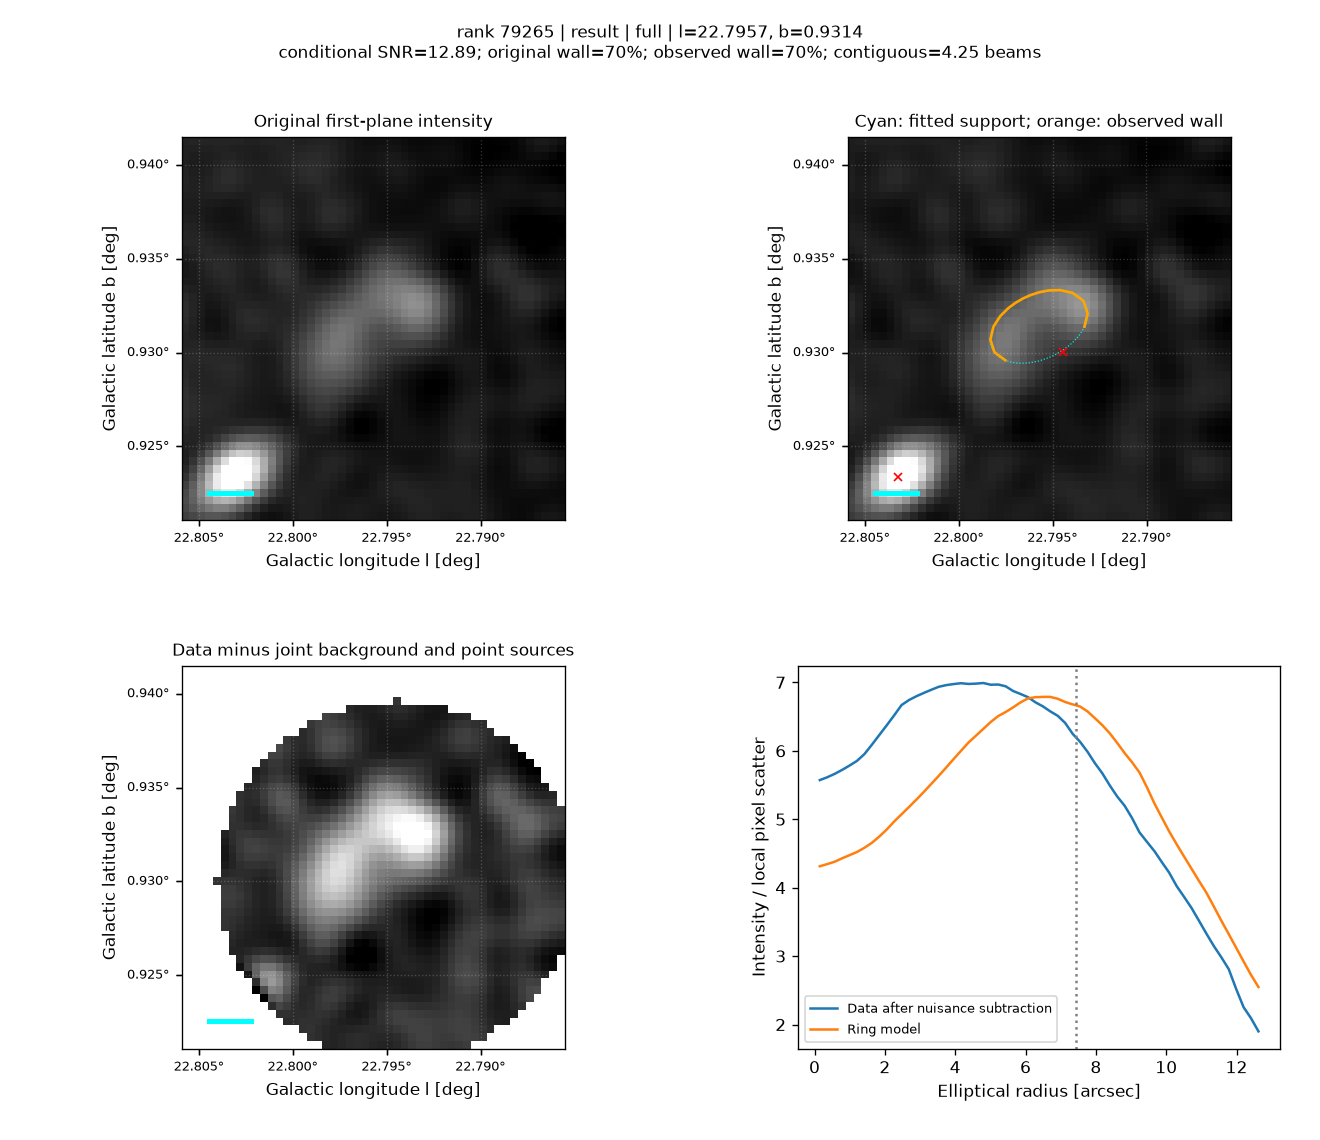 rank 79265 | result | full | l=22.7957, b=0.9314
conditional SNR=12.89; original wall=70%; observed wall=70%; contiguous=4.25 beams
Original first-plane intensity
0.940°
0.935°
0.930°
0.925°
22.805°
22.800°
22.795°
22.790°
Galactic longitude l [deg]
Galactic latitude b [deg]
Cyan: fitted support; orange: observed wall
0.940°
0.935°
0.930°
0.925°
22.805°
22.800°
22.795°
22.790°
Galactic longitude l [deg]
Galactic latitude b [deg]
Data minus joint background and point sources
0.940°
0.935°
0.930°
0.925°
22.805°
22.800°
22.795°
22.790°
Galactic longitude l [deg]
Galactic latitude b [deg]
7
6
5
4
3
2
0
2
4
6
8
10
12
Elliptical radius [arcsec]
Intensity / local pixel scatter
Data after nuisance subtraction
Ring model